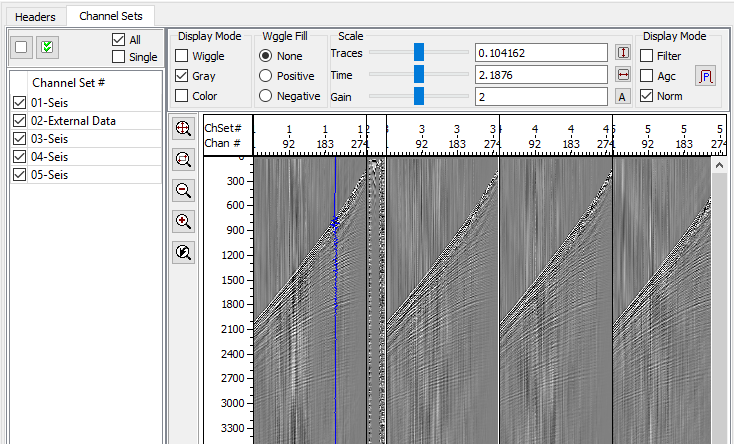 Headers Channel Sets
All
Single
Channel Set #
01-Seis
02-External Data
03-Seis
04-Seis
05-Seis
Display Mode
Wiggle
Gray
Color
Wggle Fill
None
Positive
Negative
Scale
Traces 0.104162
Time 2.1876
Gain 2
A
Display Mode
Filter
Agc
Norm
ChSet# 1 1 1 2 3 3 3 4 4 4 5 5 5
Chan # 92 183 274 92 183 274 92 183 274 92 183 274
0
300
600
900
1200
1500
1800
2100
2400
2700
3000
3300